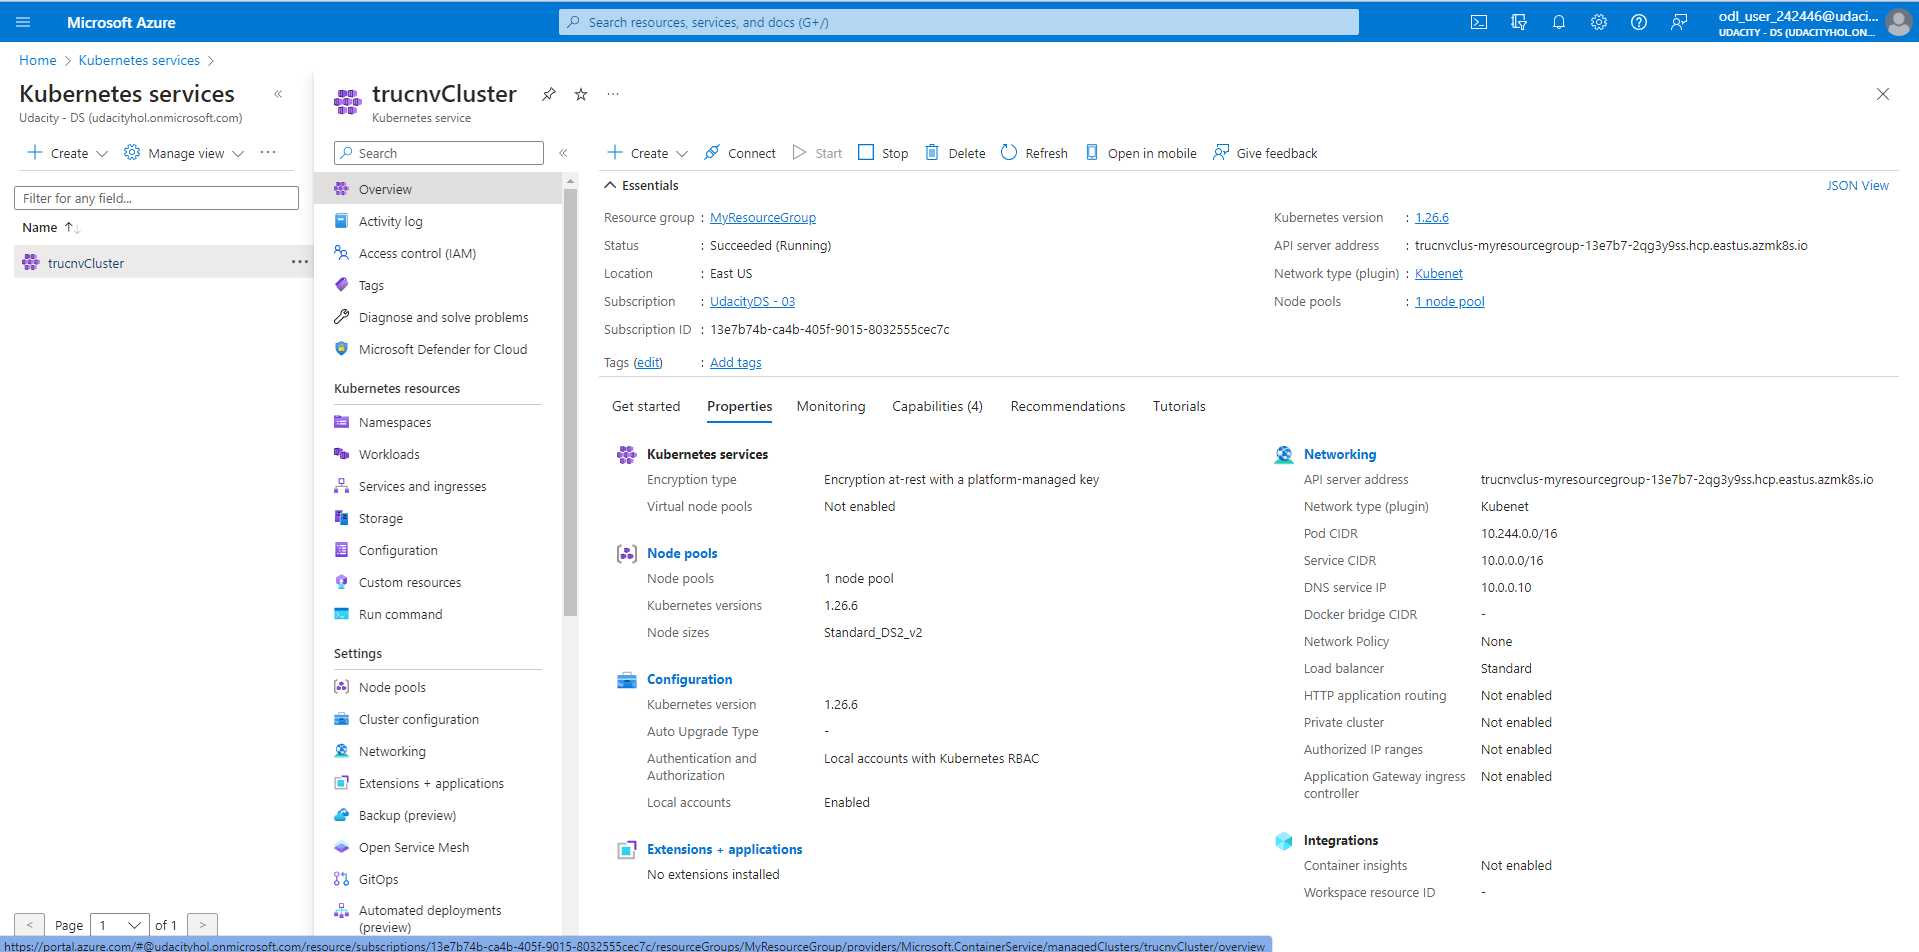 Microsoft Azure
Search resources, services, and docs (G+/)
odl_user_242446@udaci...
UDACITY - DS (UDACITYHOL.ON...
Home > Kubernetes services >
Kubernetes services
Udacity - DS (udacityhol.onmicrosoft.com)
Create
Manage view
Filter for any field...
Name
trucnvCluster
< Page 1 of 1 >
trucnvCluster
Kubernetes service
Search
Overview
Activity log
Access control (IAM)
Tags
Diagnose and solve problems
Microsoft Defender for Cloud
Kubernetes resources
Namespaces
Workloads
Services and ingresses
Storage
Configuration
Custom resources
Run command
Settings
Node pools
Cluster configuration
Networking
Extensions + applications
Backup (preview)
Open Service Mesh
GitOps
Automated deployments
(preview)
Create Connect Start Stop Delete Refresh Open in mobile Give feedback
Essentials
JSON View
Resource group : MyResourceGroup
Status : Succeeded (Running)
Location : East US
Subscription : UdacityDS - 03
Subscription ID : 13e7b74b-ca4b-405f-9015-8032555cec7c
Tags (edit) : Add tags
Kubernetes version : 1.26.6
API server address : trucnvclus-myresourcegroup-13e7b7-2qg3y9ss.hcp.eastus.azmk8s.io
Network type (plugin) : Kubenet
Node pools : 1 node pool
Get started Properties Monitoring Capabilities (4) Recommendations Tutorials
Kubernetes services
Encryption type Encryption at-rest with a platform-managed key
Virtual node pools Not enabled
Node pools
Node pools 1 node pool
Kubernetes versions 1.26.6
Node sizes Standard_DS2_v2
Configuration
Kubernetes version 1.26.6
Auto Upgrade Type -
Authentication and
Authorization
Local accounts with Kubernetes RBAC
Local accounts Enabled
Extensions + applications
No extensions installed
Networking
API server address trucnvclus-myresourcegroup-13e7b7-2qg3y9ss.hcp.eastus.azmk8s.io
Network type (plugin) Kubenet
Pod CIDR 10.244.0.0/16
Service CIDR 10.0.0.0/16
DNS service IP 10.0.0.10
Docker bridge CIDR -
Network Policy None
Load balancer Standard
HTTP application routing Not enabled
Private cluster Not enabled
Authorized IP ranges Not enabled
Application Gateway ingress
controller
Not enabled
Integrations
Container insights Not enabled
Workspace resource ID -
https://portal.azure.com/#@udacityhol.onmicrosoft.com/resource/subscriptions/13e7b74b-ca4b-405f-9015-8032555cec7c/resourceGroups/MyResourceGroup/providers/Microsoft.ContainerService/managedClusters/trucnvCluster/overview